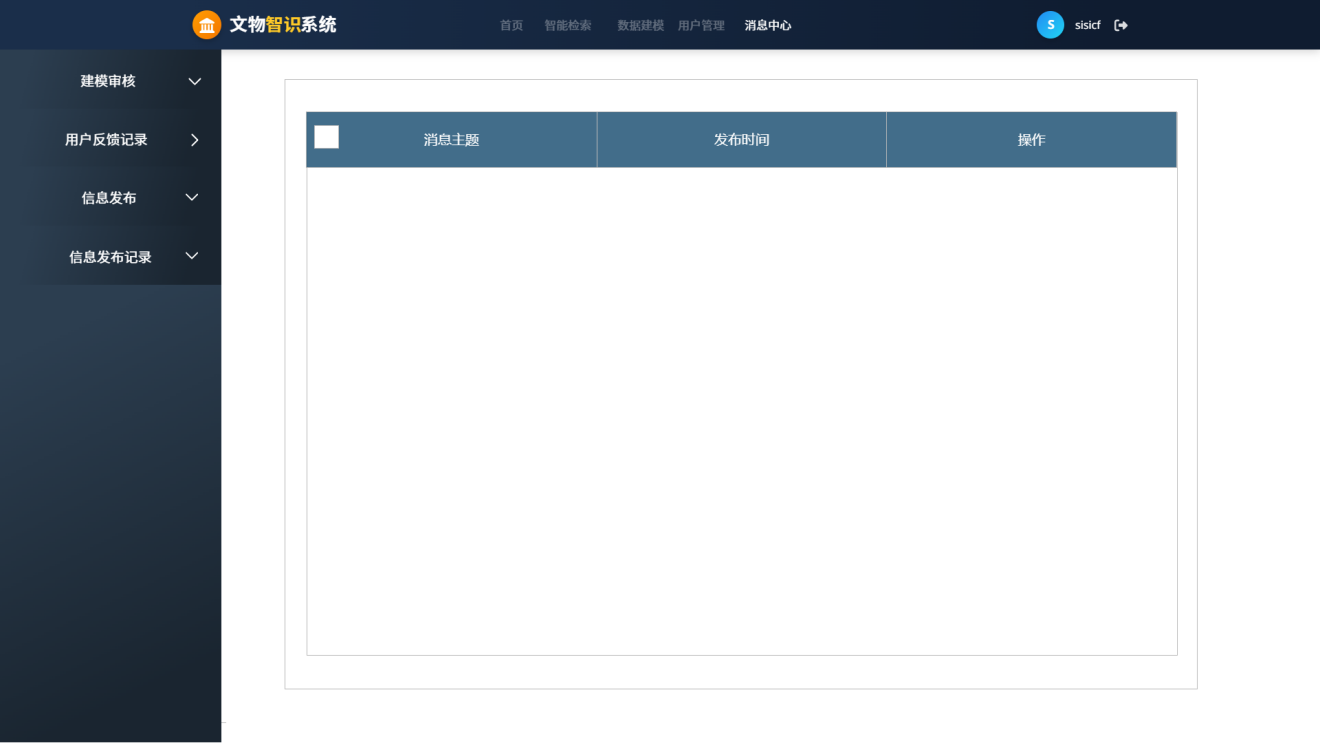 文物智识系统
首页 智能检索 数据建模 用户管理 消息中心
S sisicf
建模审核
用户反馈记录
信息发布
信息发布记录
消息主题 发布时间 操作